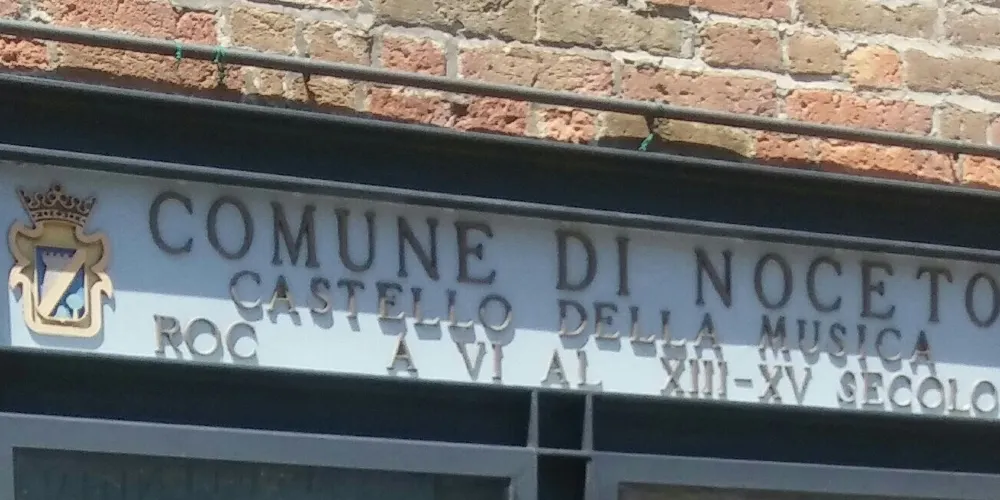 COMUNE DI NOCETO
CASTELLO DELLA MUSICA
ROC A VI AL XIII-XV SECOLO